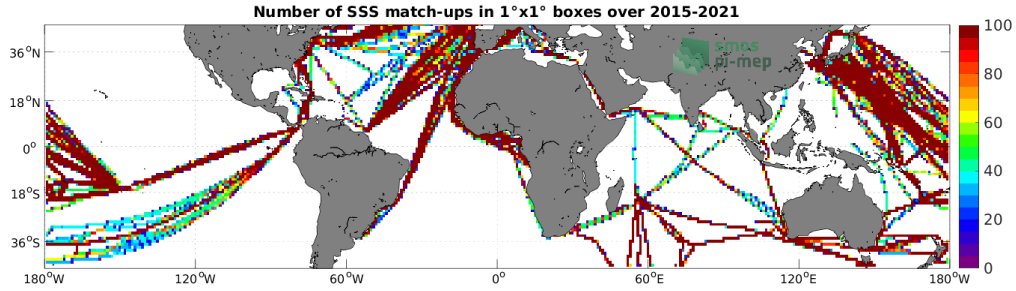 Number of SSS match-ups in 1°x1° boxes over 2015-2021
36°N
18°N
0°
18°S
36°S
180°W
120°W
60°W
0°
60°E
120°E
180°W
100
80
60
40
20
0
smos
pi-mep